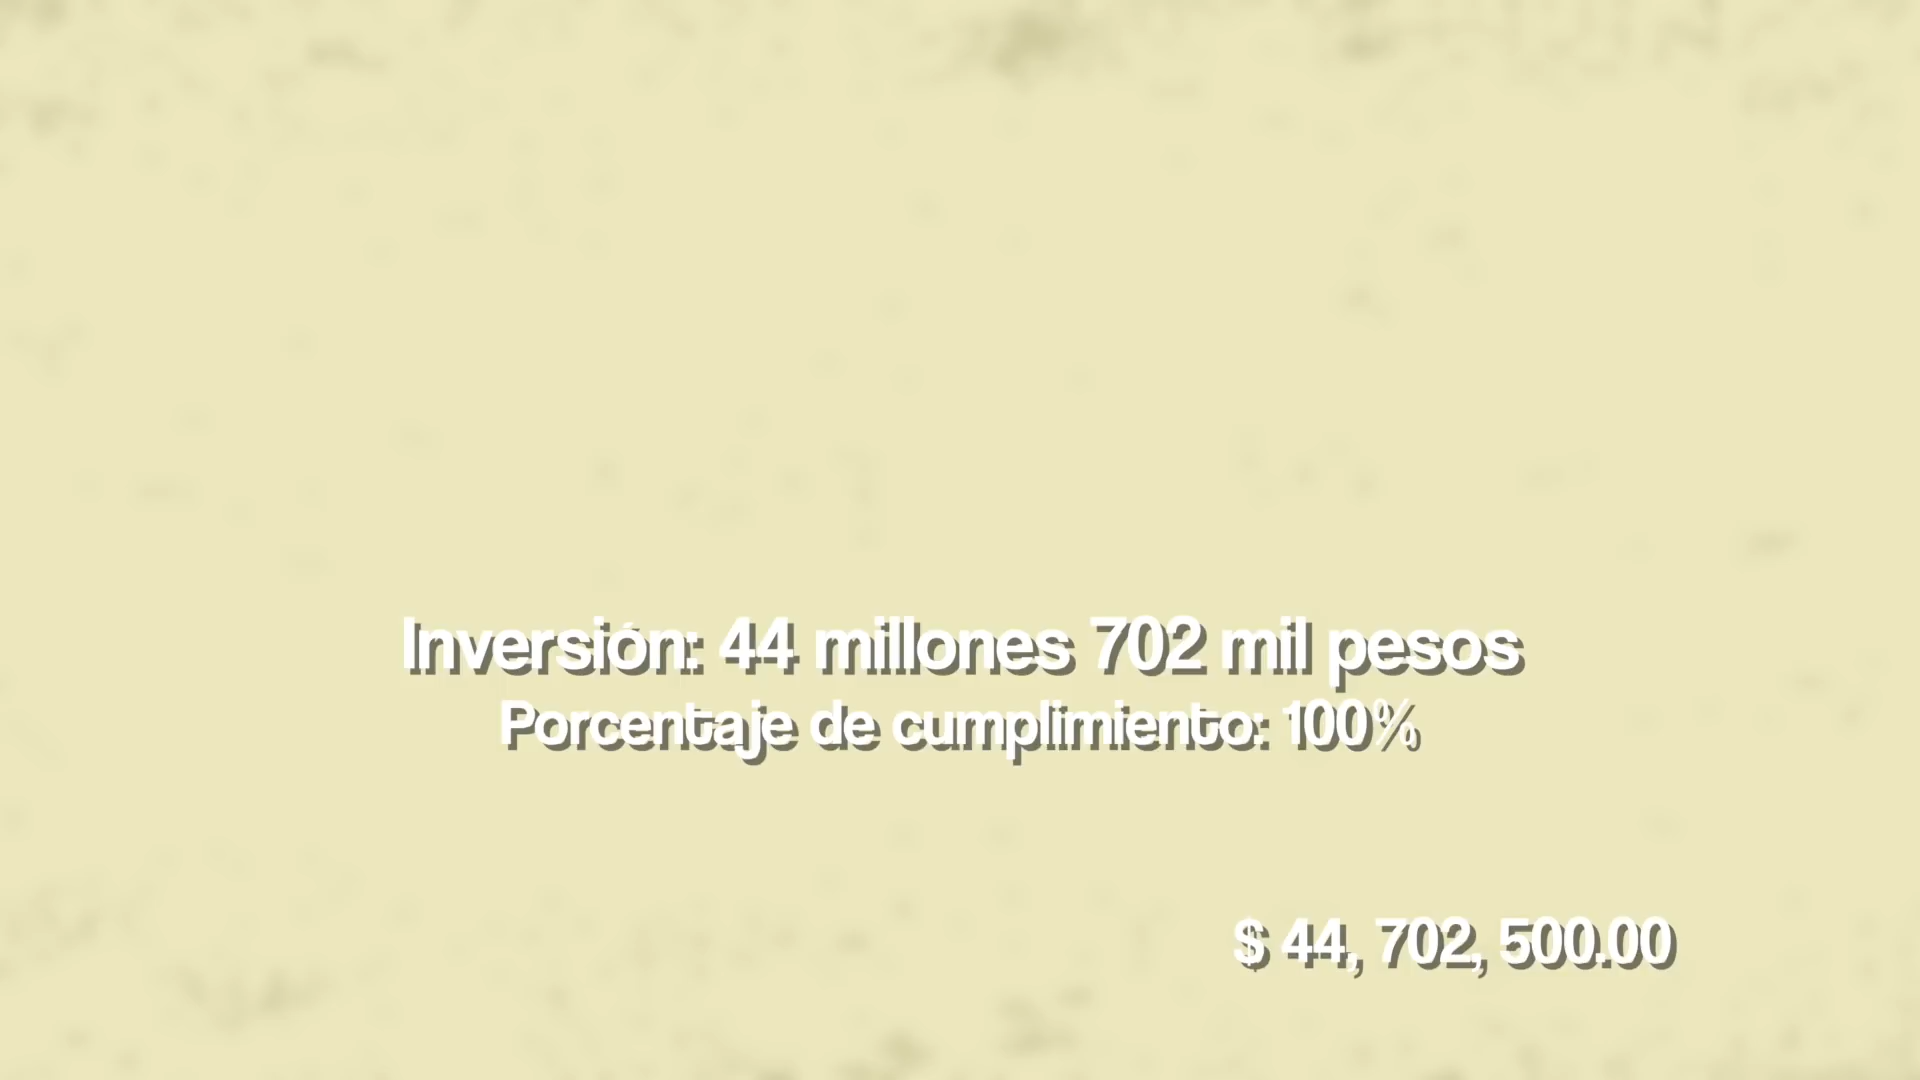 Inversión: 44 millones 702 mil pesos
Porcentaje de cumplimiento: 100%
$ 44, 702, 500.00